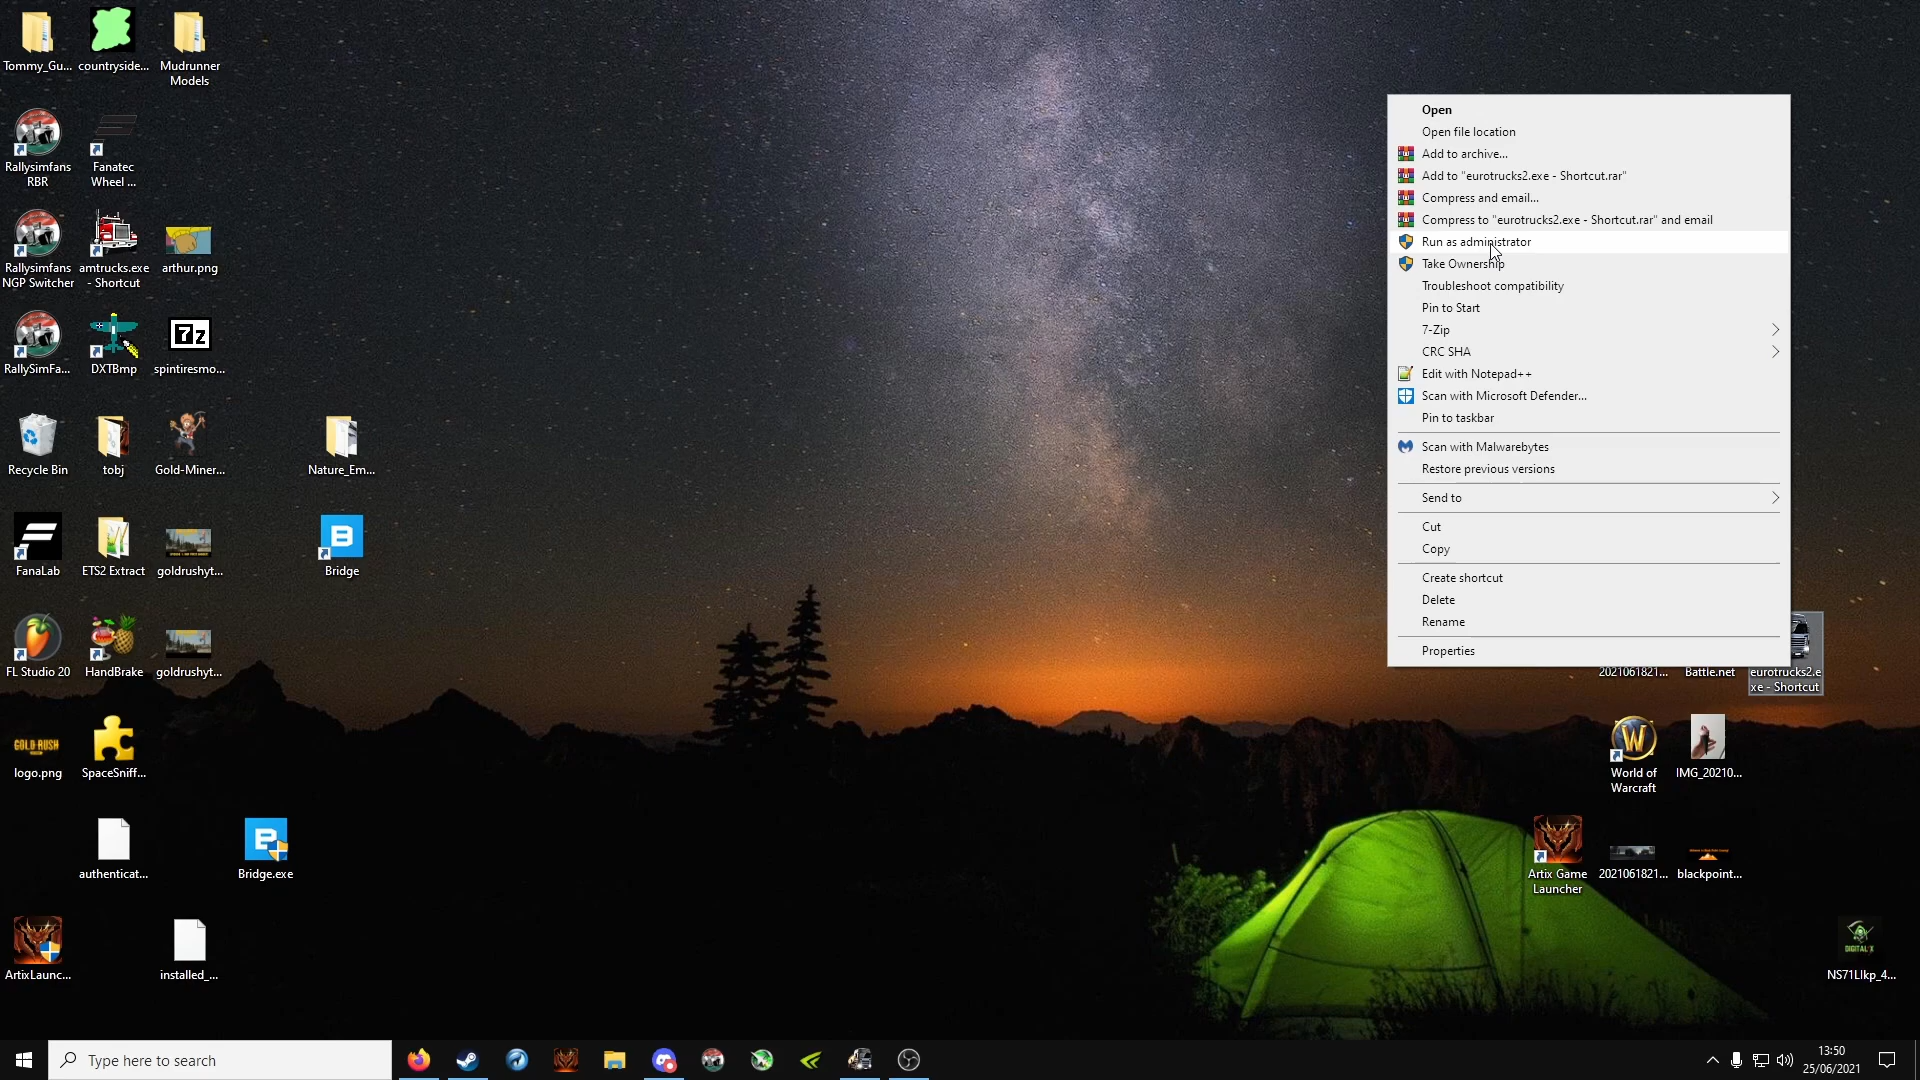 Tommy_Gu...
countryside...
Mudrunner
Models
Rallysimfans
RBR
Fanatec
Wheel ...
Rallysimfans
NGP Switcher
amtrucks.exe
- Shortcut
arthur.png
RallySimFa...
DXTBmp
7z
spintiresmo...
Recycle Bin
tobj
Gold-Miner...
Nature_Em...
FanaLab
ETS2 Extract
goldrushyt...
B
Bridge
FL Studio 20
HandBrake
goldrushyt...
GOLD RUSH
logo.png
SpaceSniff...
authenticat...
B
Bridge.exe
ArtixLaunc...
installed_...
Open
Open file location
Add to archive...
Add to "eurotrucks2.exe - Shortcut.rar"
Compress and email...
Compress to "eurotrucks2.exe - Shortcut.rar" and email
Run as administrator
Take Ownership
Troubleshoot compatibility
Pin to Start
7-Zip
CRC SHA
Edit with Notepad++
Scan with Microsoft Defender...
Pin to taskbar
Scan with Malwarebytes
Restore previous versions
Send to
Cut
Copy
Create shortcut
Delete
Rename
Properties
2021061821...
Battle.net
eurotrucks2.e
xe - Shortcut
W
World of
Warcraft
IMG_20210...
Artix Game
Launcher
2021061821...
blackpoint...
DIGITAL X
NS71Llkp_4...
Type here to search
13:50
25/06/2021